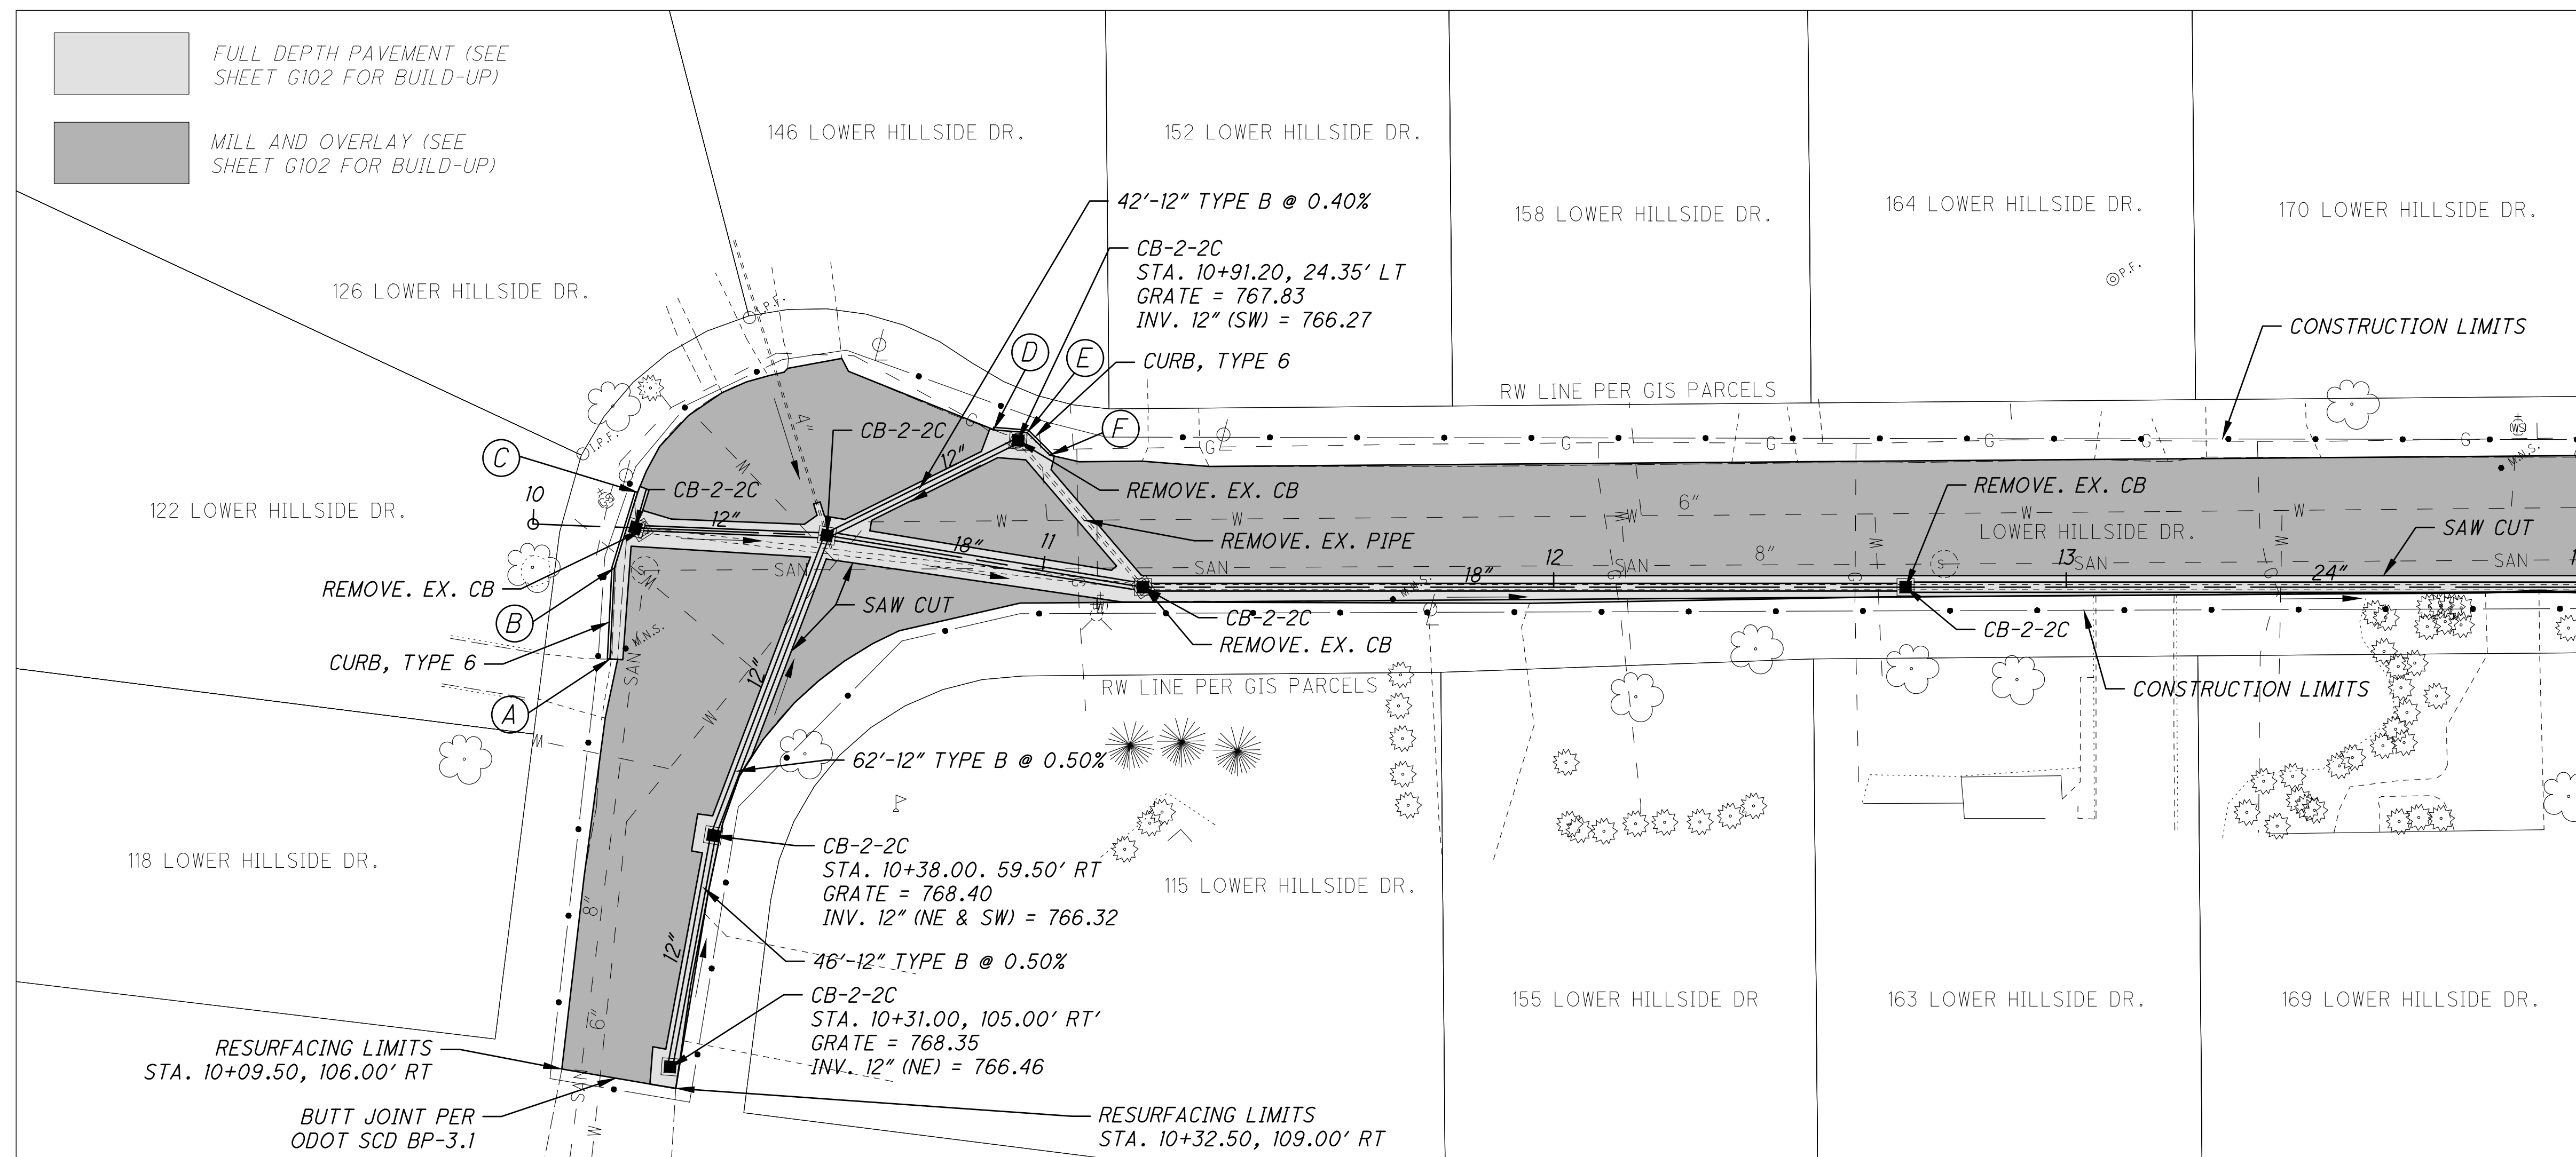 FULL DEPTH PAVEMENT (SEE
SHEET G102 FOR BUILD-UP)
MILL AND OVERLAY (SEE
SHEET G102 FOR BUILD-UP)
146 LOWER HILLSIDE DR.
152 LOWER HILLSIDE DR.
158 LOWER HILLSIDE DR.
164 LOWER HILLSIDE DR.
170 LOWER HILLSIDE DR.
126 LOWER HILLSIDE DR.
122 LOWER HILLSIDE DR.
118 LOWER HILLSIDE DR.
42'-12" TYPE B @ 0.40%
CB-2-2C
STA. 10+91.20, 24.35' LT
GRATE = 767.83
INV. 12" (SW) = 766.27
CURB, TYPE 6
D
E
F
I.P.F.
I.P.F.
P.F.
CONSTRUCTION LIMITS
RW LINE PER GIS PARCELS
C
10
CB-2-2C
CB-2-2C
4"
12"
12"
18"
11
G
W
REMOVE. EX. CB
REMOVE. EX. PIPE
REMOVE. EX. CB
SAW CUT
LOWER HILLSIDE DR.
6"
8"
12
13
18"
24"
SAN
SAN
SAN
SAN
SAN
G
G
G
G
G
G
W
W
W
W
W
M.N.S.
WS
S
S
REMOVE. EX. CB
B
CURB, TYPE 6
A
M.N.S.
SAN
SAW CUT
CB-2-2C
REMOVE. EX. CB
M.N.S.
CB-2-2C
CONSTRUCTION LIMITS
RW LINE PER GIS PARCELS
12"
62'-12" TYPE B @ 0.50%
CB-2-2C
STA. 10+38.00. 59.50' RT
GRATE = 768.40
INV. 12" (NE & SW) = 766.32
46'-12" TYPE B @ 0.50%
12"
8"
6"
CB-2-2C
STA. 10+31.00, 105.00' RT'
GRATE = 768.35
INV. 12" (NE) = 766.46
115 LOWER HILLSIDE DR.
155 LOWER HILLSIDE DR
163 LOWER HILLSIDE DR.
169 LOWER HILLSIDE DR.
RESURFACING LIMITS
STA. 10+09.50, 106.00' RT
BUTT JOINT PER
ODOT SCD BP-3.1
SAN
W
RESURFACING LIMITS
STA. 10+32.50, 109.00' RT